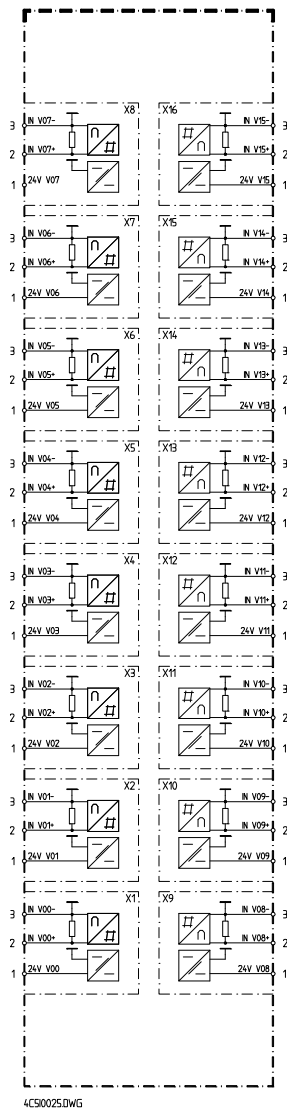 X8 X16
3 IN V07- IN V15- 3
2 IN V07+ IN V15+ 2
1 24V V07 24V V15 1
X7 X15
3 IN V06- IN V14- 3
2 IN V06+ IN V14+ 2
1 24V V06 24V V14 1
X6 X14
3 IN V05- IN V13- 3
2 IN V05+ IN V13+ 2
1 24V V05 24V V13 1
X5 X13
3 IN V04- IN V12- 3
2 IN V04+ IN V12+ 2
1 24V V04 24V V12 1
X4 X12
3 IN V03- IN V11- 3
2 IN V03+ IN V11+ 2
1 24V V03 24V V11 1
X3 X11
3 IN V02- IN V10- 3
2 IN V02+ IN V10+ 2
1 24V V02 24V V10 1
X2 X10
3 IN V01- IN V09- 3
2 IN V01+ IN V09+ 2
1 24V V01 24V V09 1
X1 X9
3 IN V00- IN V08- 3
2 IN V00+ IN V08+ 2
1 24V V00 24V V08 1
4CSI0025.DWG